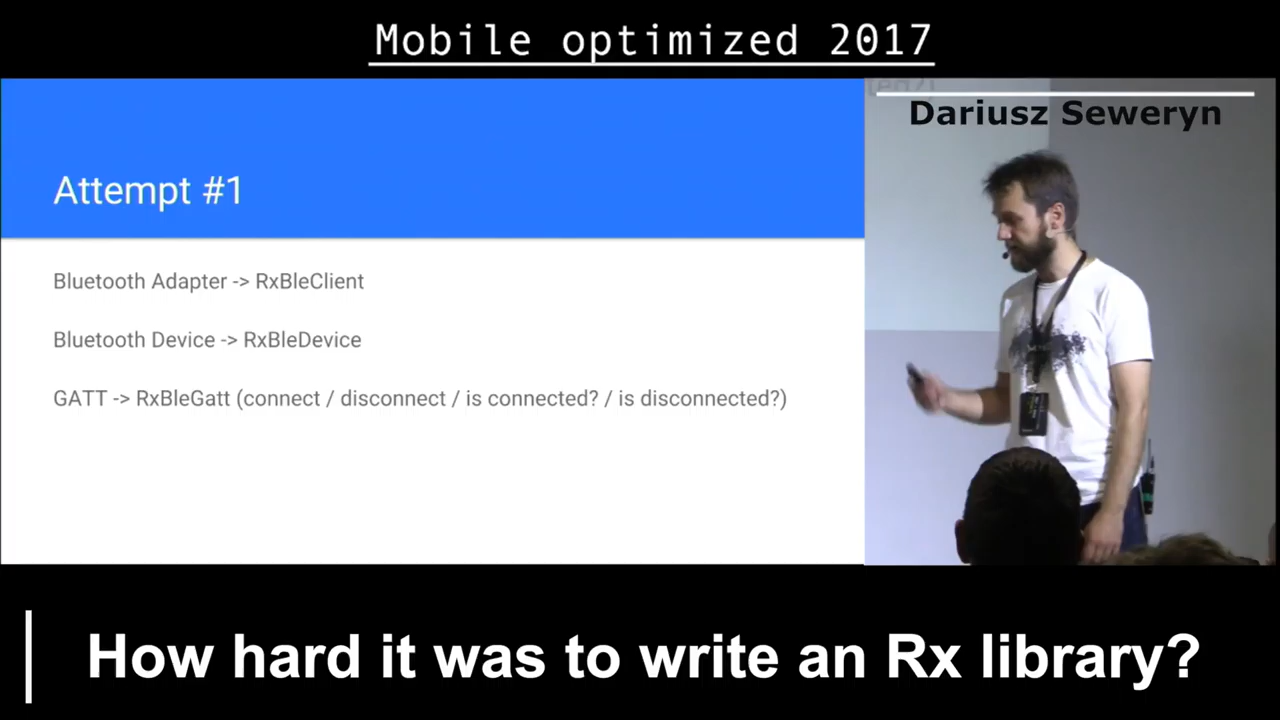 Mobile optimized 2017
Dariusz Seweryn
Attempt #1
Bluetooth Adapter -> RxBleClient
Bluetooth Device -> RxBleDevice
GATT -> RxBleGatt (connect / disconnect / is connected? / is disconnected?)
How hard it was to write an Rx library?